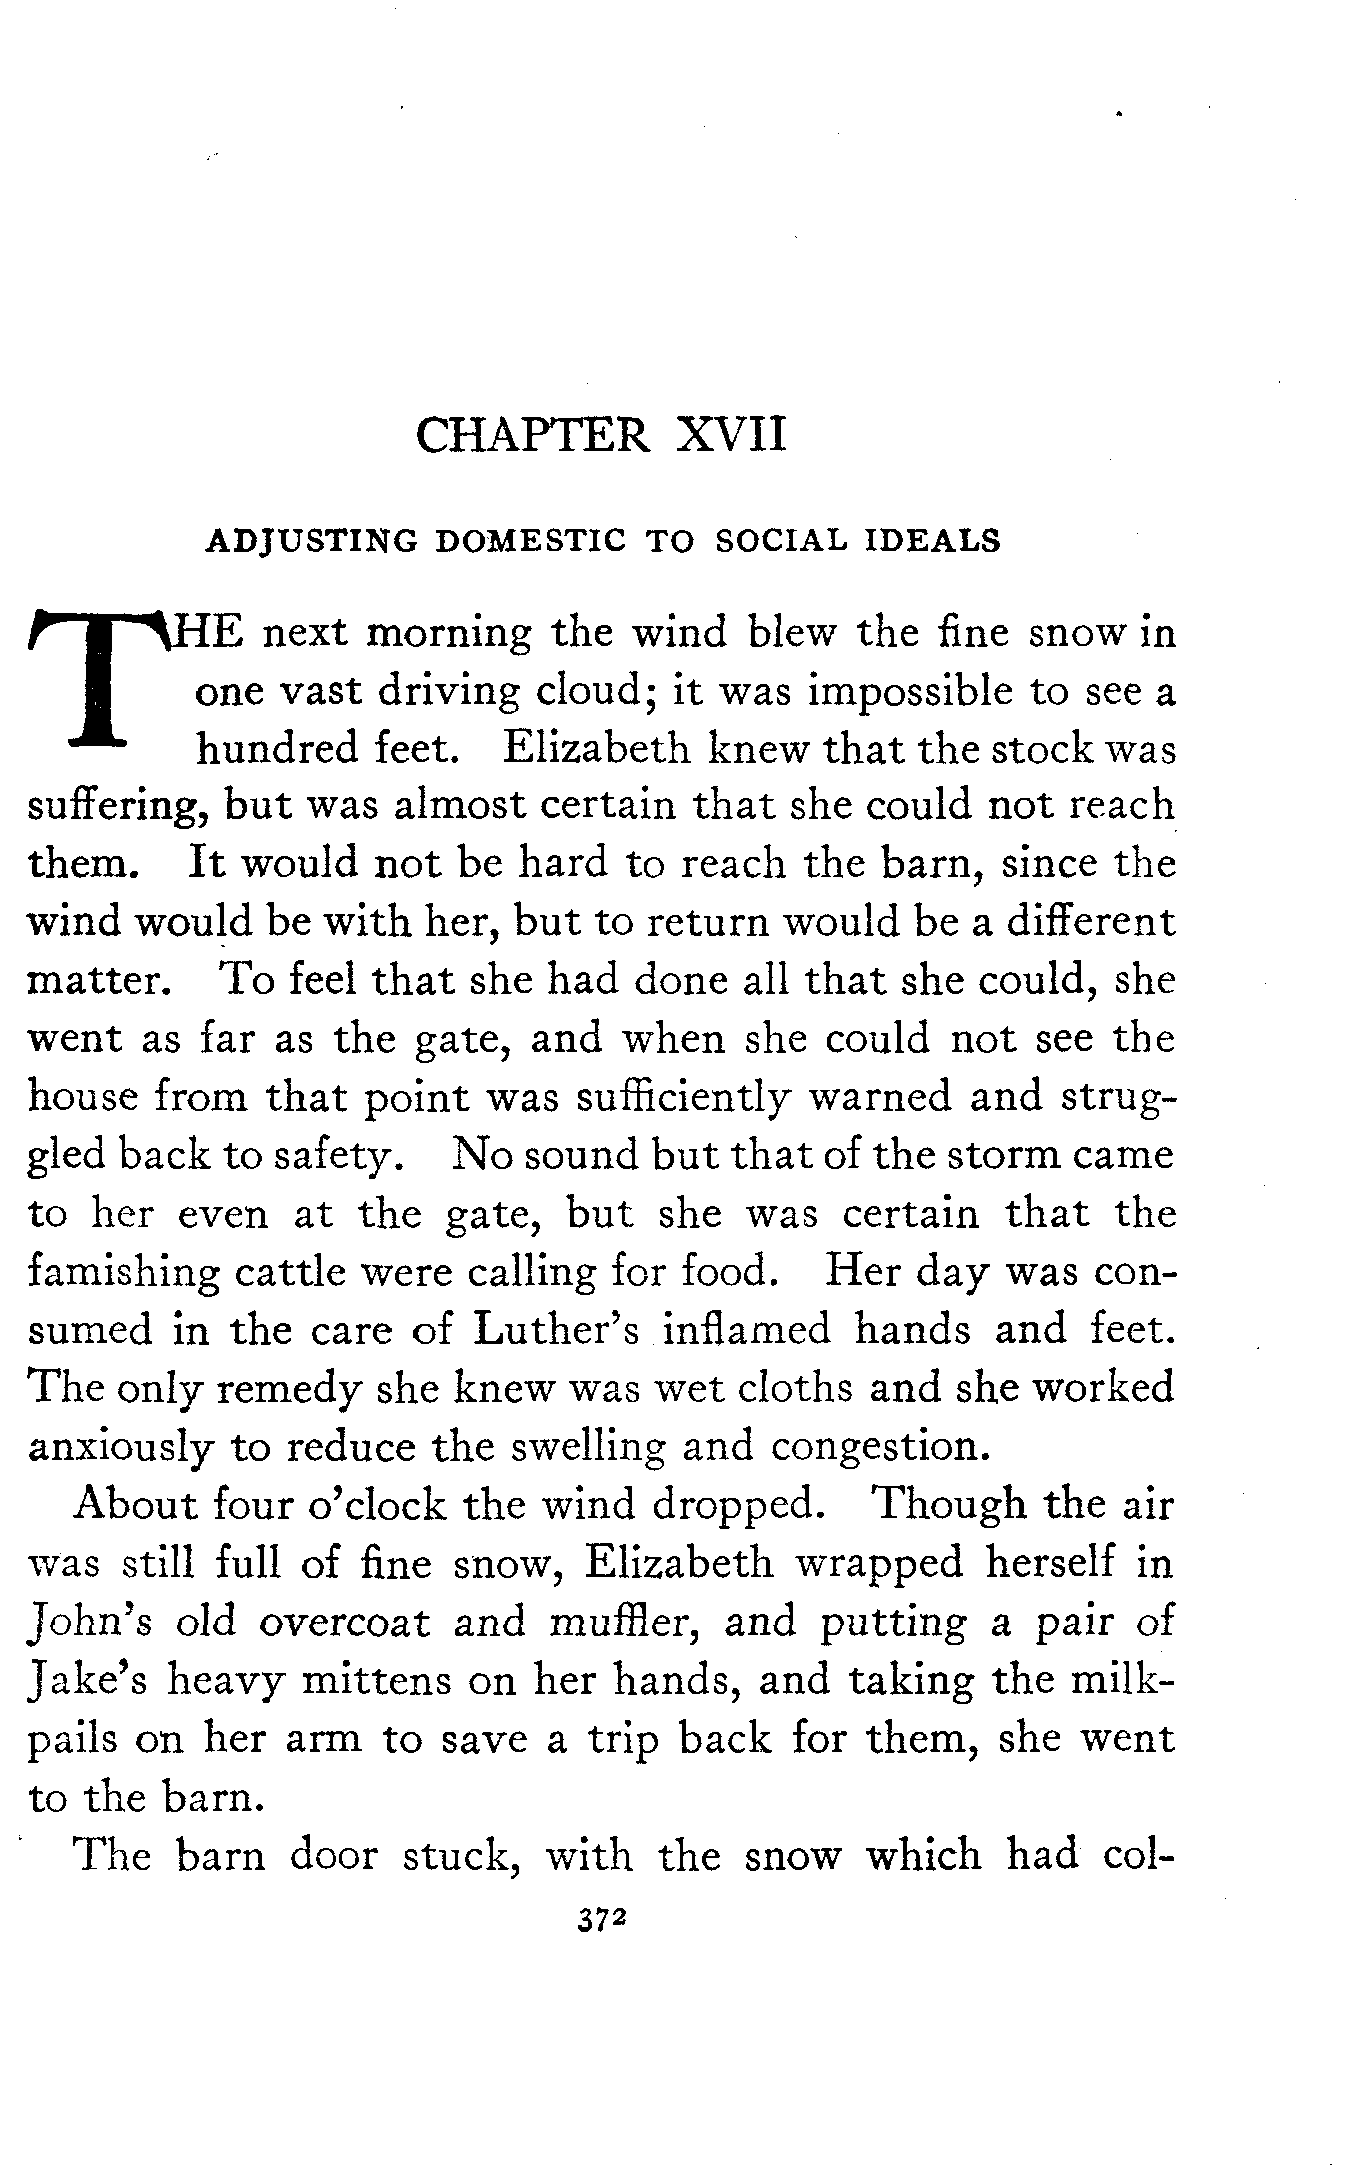 CHAPTER XVII
ADJUSTING DOMESTIC TO SOCIAL IDEALS
THE next morning the wind blew the fine snow in
one vast driving cloud; it was impossible to see a
hundred feet. Elizabeth knew that the stock was
suffering, but was almost certain that she could not reach
them. It would not be hard to reach the barn, since the
wind would be with her, but to return would be a different
matter. To feel that she had done all that she could, she
went as far as the gate, and when she could not see the
house from that point was sufficiently warned and strug-
gled back to safety. No sound but that of the storm came
to her even at the gate, but she was certain that the
famishing cattle were calling for food. Her day was con-
sumed in the care of Luther's inflamed hands and feet.
The only remedy she knew was wet cloths and she worked
anxiously to reduce the swelling and congestion.
About four o'clock the wind dropped. Though the air
was still full of fine snow, Elizabeth wrapped herself in
John's old overcoat and muffler, and putting a pair of
Jake's heavy mittens on her hands, and taking the milk-
pails on her arm to save a trip back for them, she went
to the barn.
The barn door stuck, with the snow which had col-
372